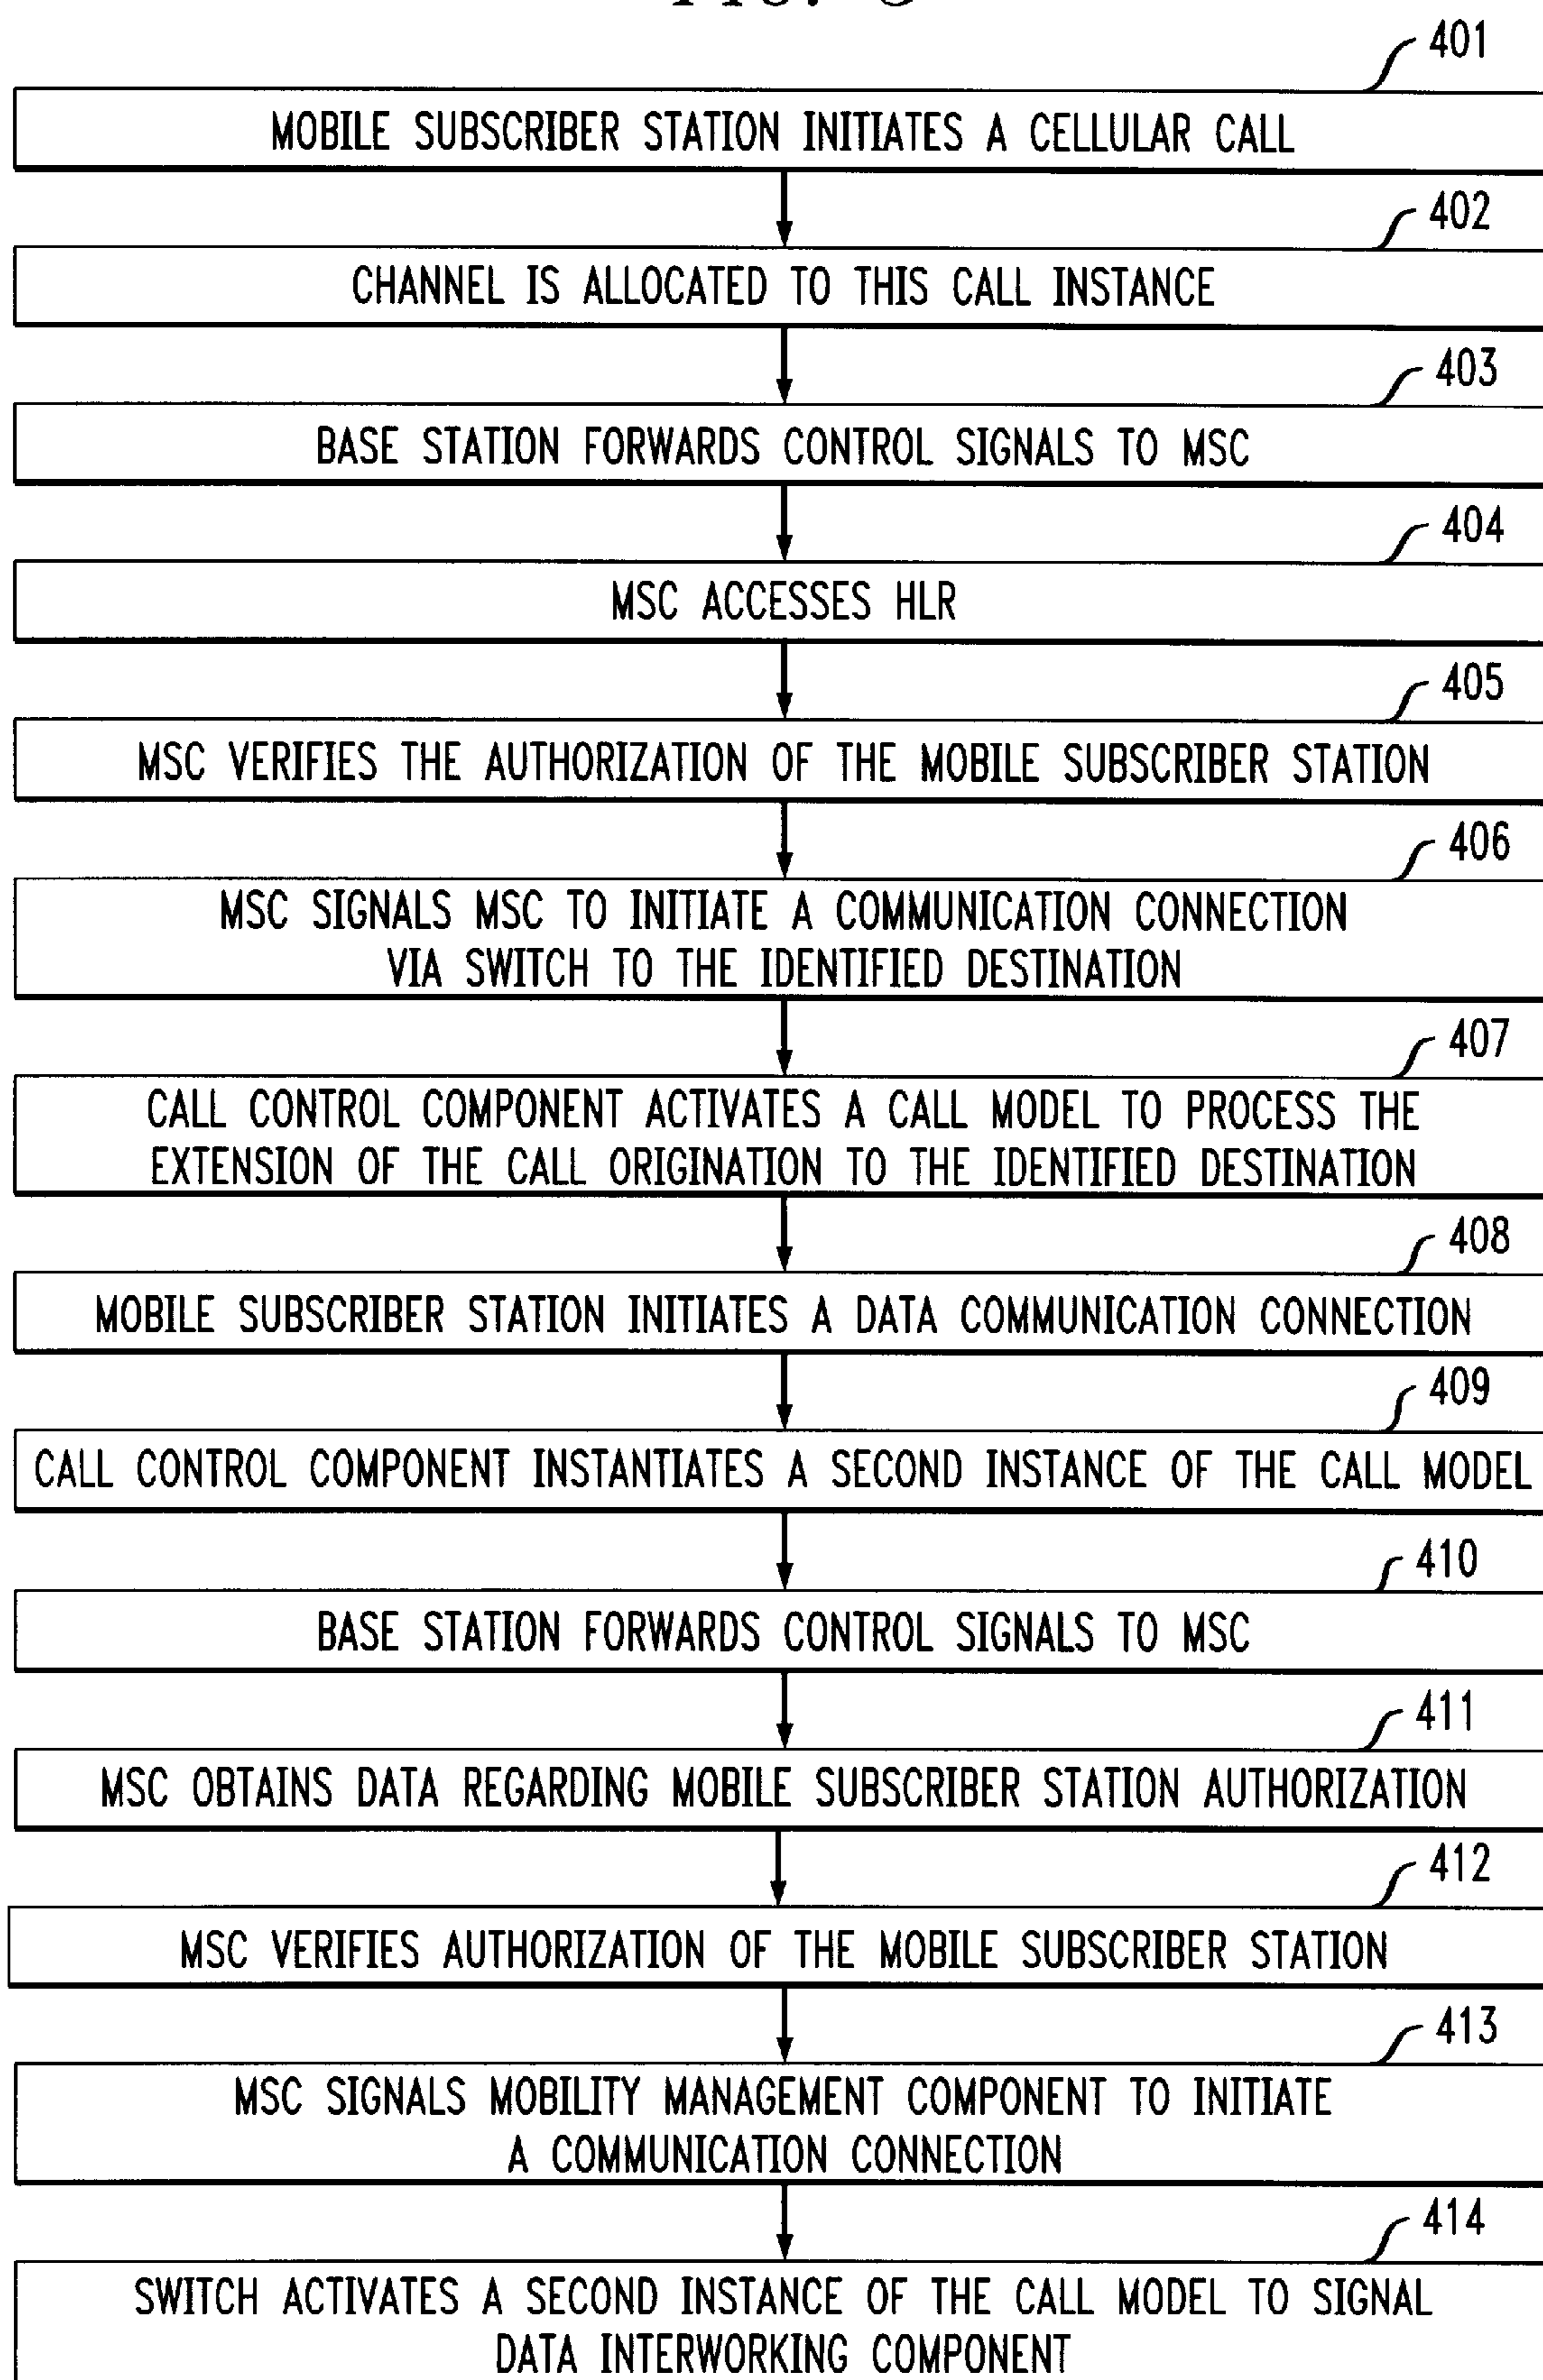 401
MOBILE SUBSCRIBER STATION INITIATES A CELLULAR CALL
402
CHANNEL IS ALLOCATED TO THIS CALL INSTANCE
403
BASE STATION FORWARDS CONTROL SIGNALS TO MSC
404
MSC ACCESSES HLR
405
MSC VERIFIES THE AUTHORIZATION OF THE MOBILE SUBSCRIBER STATION
406
MSC SIGNALS MSC TO INITIATE A COMMUNICATION CONNECTION
VIA SWITCH TO THE IDENTIFIED DESTINATION
407
CALL CONTROL COMPONENT ACTIVATES A CALL MODEL TO PROCESS THE
EXTENSION OF THE CALL ORIGINATION TO THE IDENTIFIED DESTINATION
408
MOBILE SUBSCRIBER STATION INITIATES A DATA COMMUNICATION CONNECTION
409
CALL CONTROL COMPONENT INSTANTIATES A SECOND INSTANCE OF THE CALL MODEL
410
BASE STATION FORWARDS CONTROL SIGNALS TO MSC
411
MSC OBTAINS DATA REGARDING MOBILE SUBSCRIBER STATION AUTHORIZATION
412
MSC VERIFIES AUTHORIZATION OF THE MOBILE SUBSCRIBER STATION
413
MSC SIGNALS MOBILITY MANAGEMENT COMPONENT TO INITIATE
A COMMUNICATION CONNECTION
414
SWITCH ACTIVATES A SECOND INSTANCE OF THE CALL MODEL TO SIGNAL
DATA INTERWORKING COMPONENT